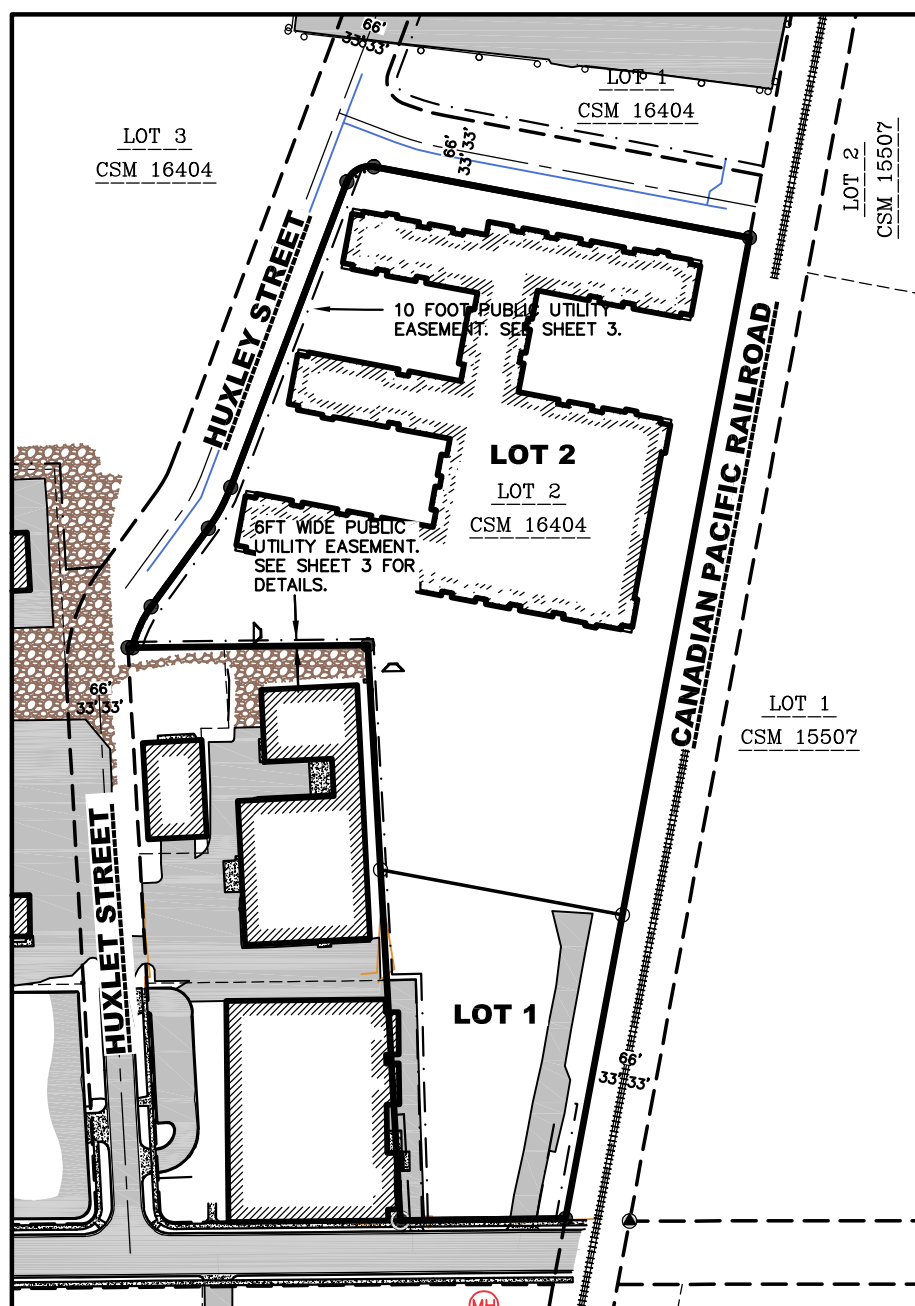 66'
33' 33'
LOT 1
CSM 16404
LOT 3
CSM 16404
66'
33' 33'
LOT 2
CSM 15507
HUXLEY STREET
10 FOOT PUBLIC UTILITY
EASEMENT. SEE SHEET 3.
CANADIAN PACIFIC RAILROAD
LOT 2
LOT 2
CSM 16404
6FT WIDE PUBLIC
UTILITY EASEMENT.
SEE SHEET 3 FOR
DETAILS.
66'
33' 33'
LOT 1
CSM 15507
HUXLET STREET
LOT 1
66'
33' 33'
MH